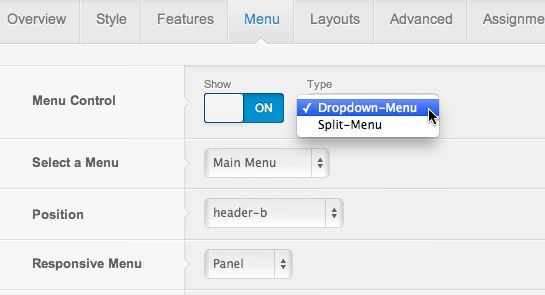 Overview Style Features Menu Layouts Advanced Assignme
Show Type
Menu Control ON ✓ Dropdown-Menu
Split-Menu
Select a Menu Main Menu
Position header-b
Responsive Menu Panel